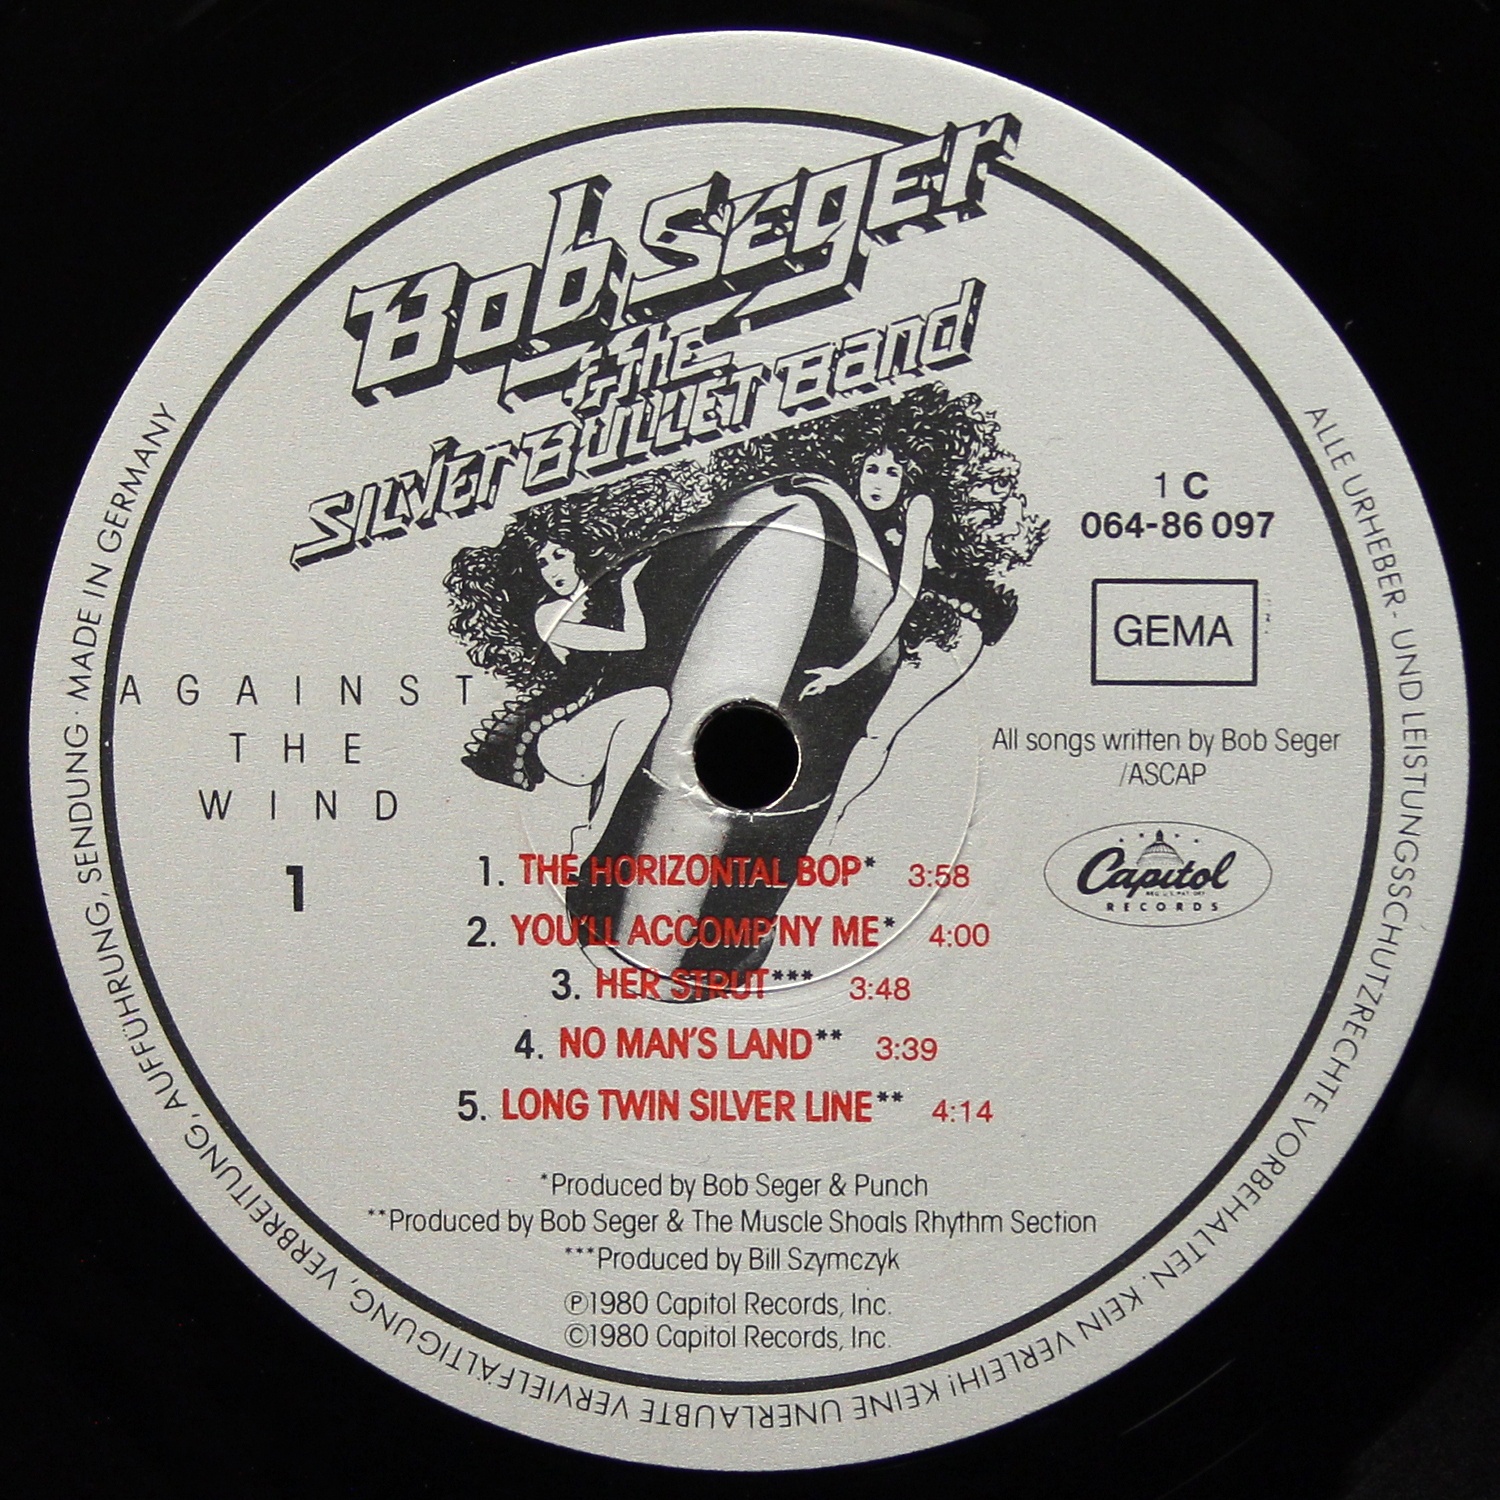 Bob Seger
& the
Silver Bullet Band
1 C
064-86 097
GEMA
AGAINST
THE
WIND
1
All songs written by Bob Seger
/ASCAP
Capitol
REG. U.S. PAT. OFF.
RECORDS
1. THE HORIZONTAL BOP* 3:58
2. YOU'LL ACCOMP'NY ME* 4:00
3. HER STRUT*** 3:48
4. NO MAN'S LAND** 3:39
5. LONG TWIN SILVER LINE** 4:14
*Produced by Bob Seger & Punch
**Produced by Bob Seger & The Muscle Shoals Rhythm Section
***Produced by Bill Szymczyk
℗1980 Capitol Records, Inc.
©1980 Capitol Records, Inc.
ALLE URHEBER- UND LEISTUNGSSCHUTZRECHTE VORBEHALTEN. KEIN VERLEIH! KEINE UNERLAUBTE VERVIELFÄLTIGUNG, VERBREITUNG, AUFFÜHRUNG, SENDUNG · MADE IN GERMANY